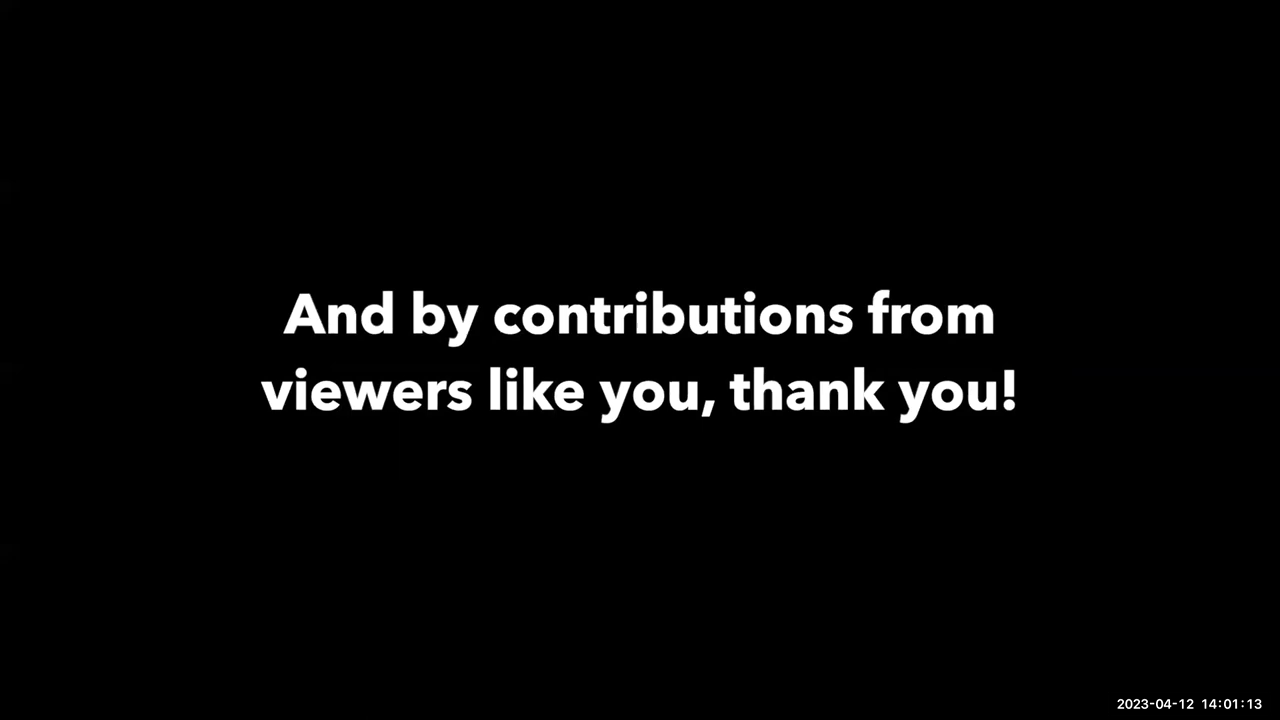 And by contributions from
viewers like you, thank you!
2023-04-12 14:01:13